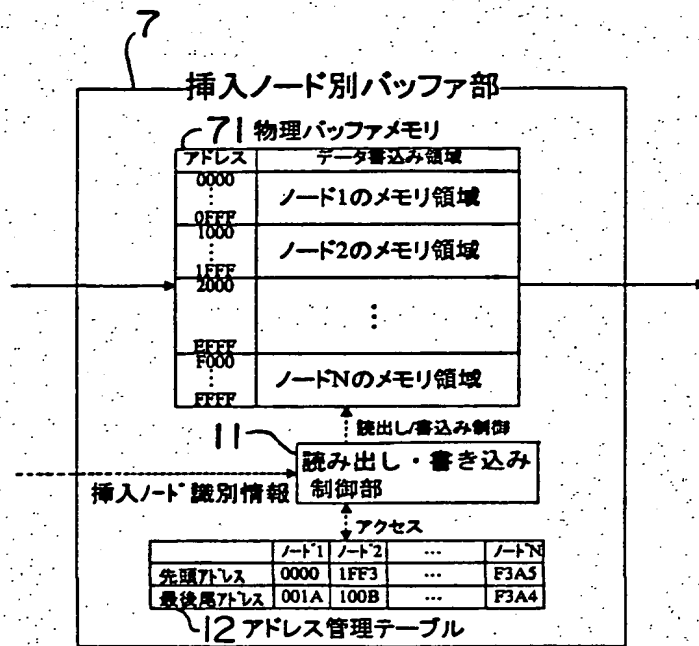 7
挿入ノード別バッファ部
71 物理バッファメモリ
アドレス データ書込み領域
0000
⋮
0FFF
ノード1のメモリ領域
1000
⋮
1FFF
ノード2のメモリ領域
2000
⋮
EFFF
⋮
F000
⋮
FFFF
ノードNのメモリ領域
読出し/書込み制御
11
読み出し・書き込み
制御部
挿入ノード識別情報
アクセス
ノード1 ノード2 … ノードN
先頭アドレス 0000 1FF3 … F3A5
最後尾アドレス 001A 100B … F3A4
12 アドレス管理テーブル